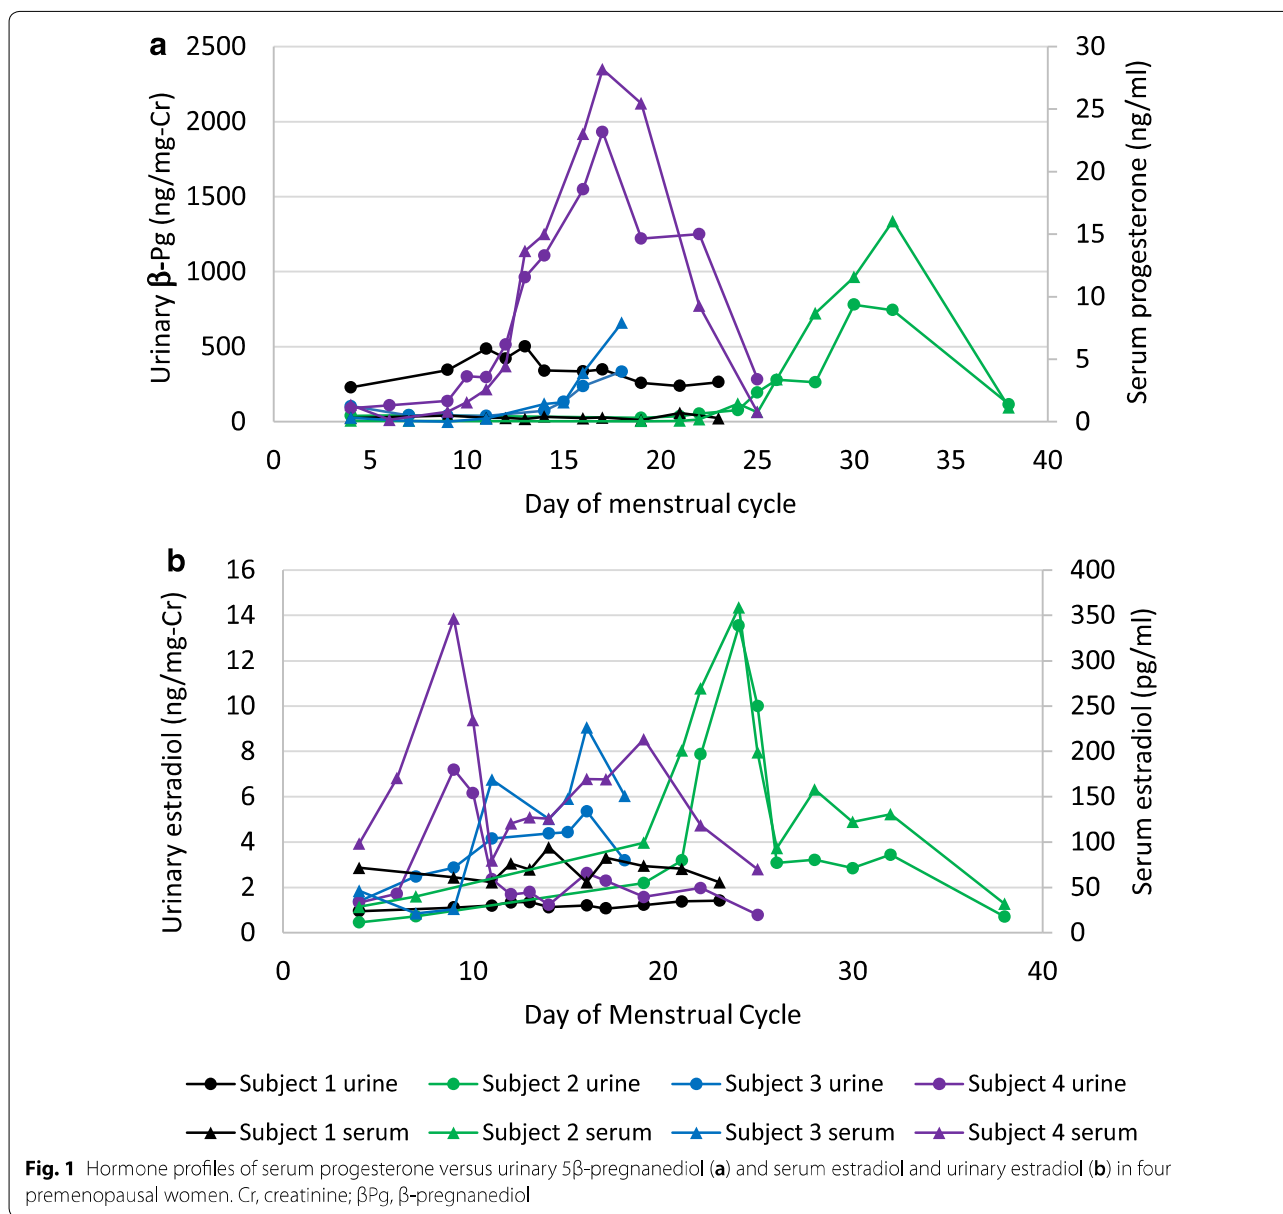 a
2500
2000
1500
1000
500
0
Urinary β-Pg (ng/mg-Cr)
30
25
20
15
10
5
0
Serum progesterone (ng/ml)
0 5 10 15 20 25 30 35 40
Day of menstrual cycle
b
16
14
12
10
8
6
4
2
0
Urinary estradiol (ng/mg-Cr)
400
350
300
250
200
150
100
50
0
Serum estradiol (pg/ml)
0 10 20 30 40
Day of Menstrual Cycle
Subject 1 urine Subject 2 urine Subject 3 urine Subject 4 urine
Subject 1 serum Subject 2 serum Subject 3 serum Subject 4 serum
Fig. 1 Hormone profiles of serum progesterone versus urinary 5β-pregnanediol (a) and serum estradiol and urinary estradiol (b) in four
premenopausal women. Cr, creatinine; βPg, β-pregnanediol